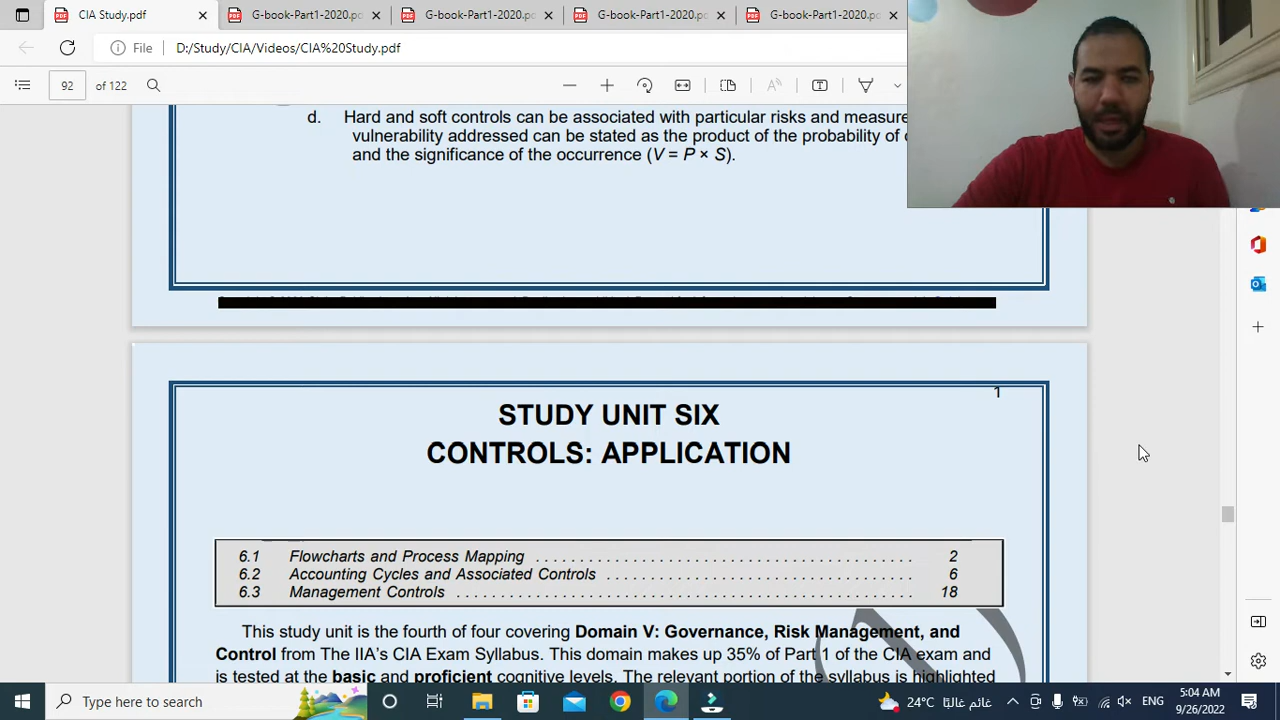 CIA Study.pdf
G-book-Part1-2020.pdf
G-book-Part1-2020.pdf
G-book-Part1-2020.pdf
G-book-Part1-2020.pdf
File
D:/Study/CIA/Videos/CIA%20Study.pdf
92 of 122
d. Hard and soft controls can be associated with particular risks and measure
vulnerability addressed can be stated as the product of the probability of
and the significance of the occurrence (V = P × S).
1
STUDY UNIT SIX
CONTROLS: APPLICATION
6.1 Flowcharts and Process Mapping 2
6.2 Accounting Cycles and Associated Controls 6
6.3 Management Controls 18
This study unit is the fourth of four covering Domain V: Governance, Risk Management, and
Control from The IIA's CIA Exam Syllabus. This domain makes up 35% of Part 1 of the CIA exam and
is tested at the basic and proficient cognitive levels. The relevant portion of the syllabus is highlighted
Type here to search
24°C غائم غالبًا
ENG
5:04 AM
9/26/2022